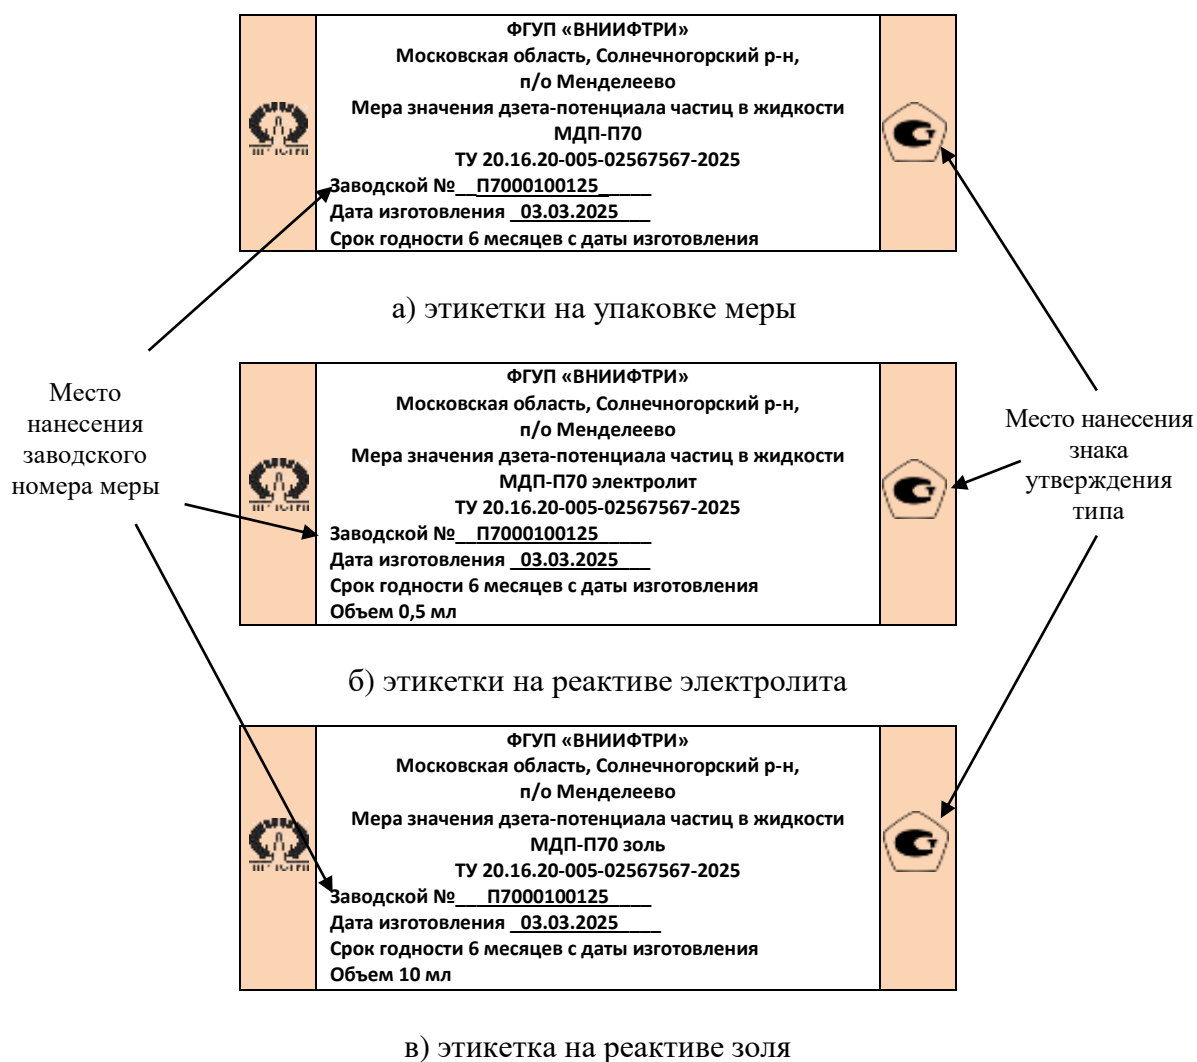 ФГУП «ВНИИФТРИ»
Московская область, Солнечногорский р-н,
п/о Менделеево
Мера значения дзета-потенциала частиц в жидкости
МДП-П70
ТУ 20.16.20-005-02567567-2025
Заводской №__П7000100125_____
Дата изготовления _03.03.2025___
Срок годности 6 месяцев с даты изготовления
а) этикетки на упаковке меры
Место
нанесения
заводского
номера меры
ФГУП «ВНИИФТРИ»
Московская область, Солнечногорский р-н,
п/о Менделеево
Мера значения дзета-потенциала частиц в жидкости
МДП-П70 электролит
ТУ 20.16.20-005-02567567-2025
Заводской №__П7000100125_____
Дата изготовления _03.03.2025___
Срок годности 6 месяцев с даты изготовления
Объем 0,5 мл
Место нанесения
знака
утверждения
типа
б) этикетки на реактиве электролита
ФГУП «ВНИИФТРИ»
Московская область, Солнечногорский р-н,
п/о Менделеево
Мера значения дзета-потенциала частиц в жидкости
МДП-П70 золь
ТУ 20.16.20-005-02567567-2025
Заводской №___П7000100125____
Дата изготовления _03.03.2025____
Срок годности 6 месяцев с даты изготовления
Объем 10 мл
в) этикетка на реактиве золя